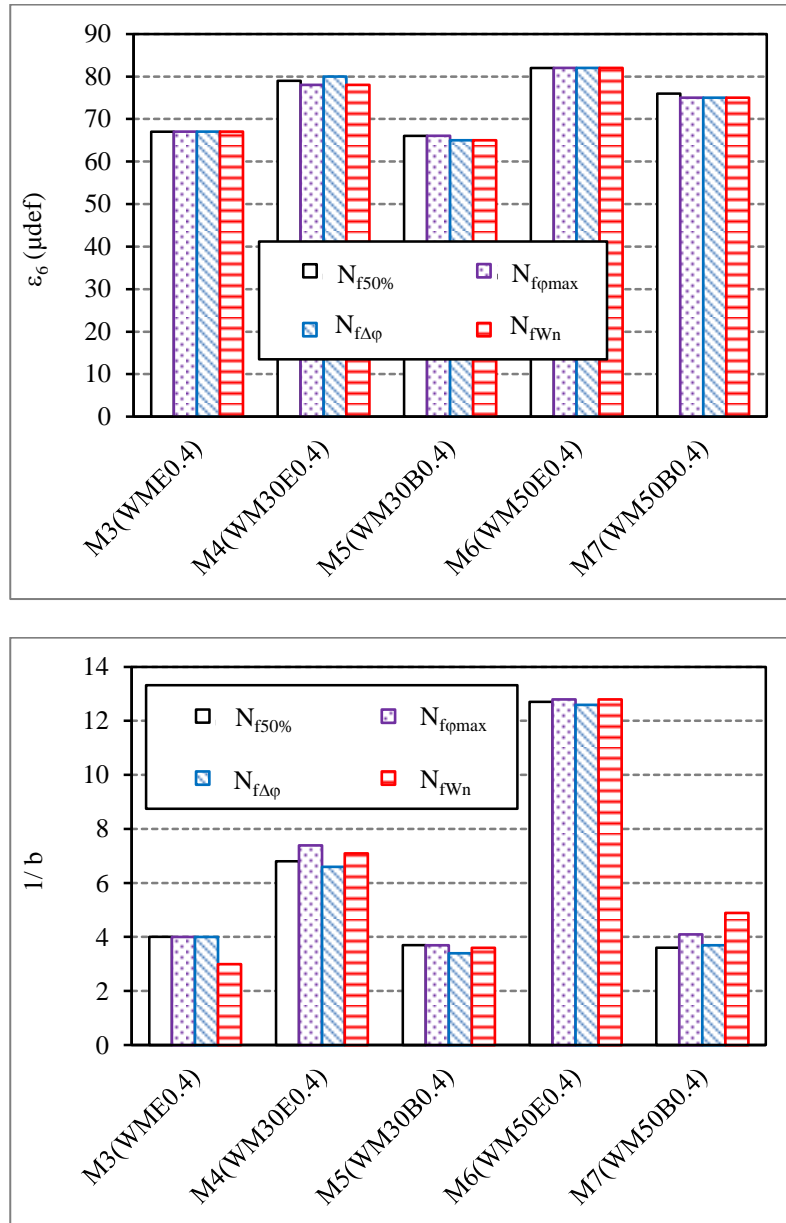 90
80
70
60
50
40
30
20
10
0
ε6 (µdef)
Nf50% Nfφmax
NfΔφ NfWn
M3(WME0.4) M4(WM30E0.4) M5(WM30B0.4) M6(WM50E0.4) M7(WM50B0.4)
14
12
10
8
6
4
2
0
1/ b
Nf50% Nfφmax
NfΔφ NfWn
M3(WME0.4) M4(WM30E0.4) M5(WM30B0.4) M6(WM50E0.4) M7(WM50B0.4)